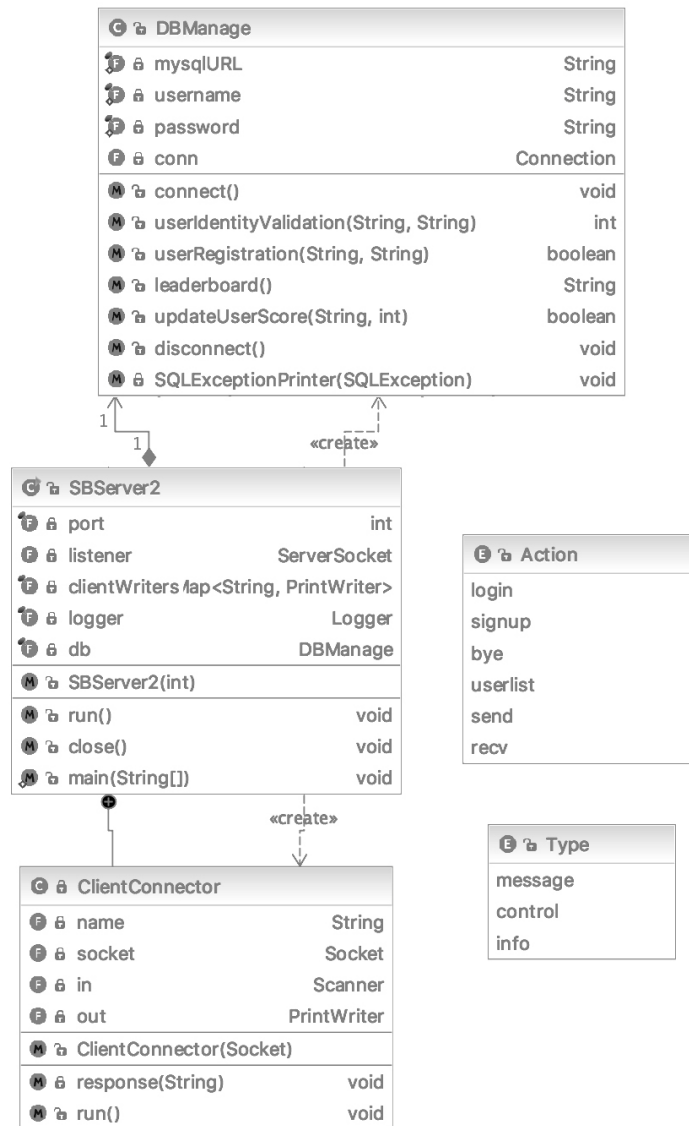 DBManage
mysqlURL String
username String
password String
conn Connection
connect() void
userIdentityValidation(String, String) int
userRegistration(String, String) boolean
leaderboard() String
updateUserScore(String, int) boolean
disconnect() void
SQLExceptionPrinter(SQLException) void
1
1
«create»
SBServer2
port int
listener ServerSocket
clientWriters Map<String, PrintWriter>
logger Logger
db DBManage
SBServer2(int)
run() void
close() void
main(String[]) void
Action
login
signup
bye
userlist
send
recv
«create»
Type
message
control
info
ClientConnector
name String
socket Socket
in Scanner
out PrintWriter
ClientConnector(Socket)
response(String) void
run() void